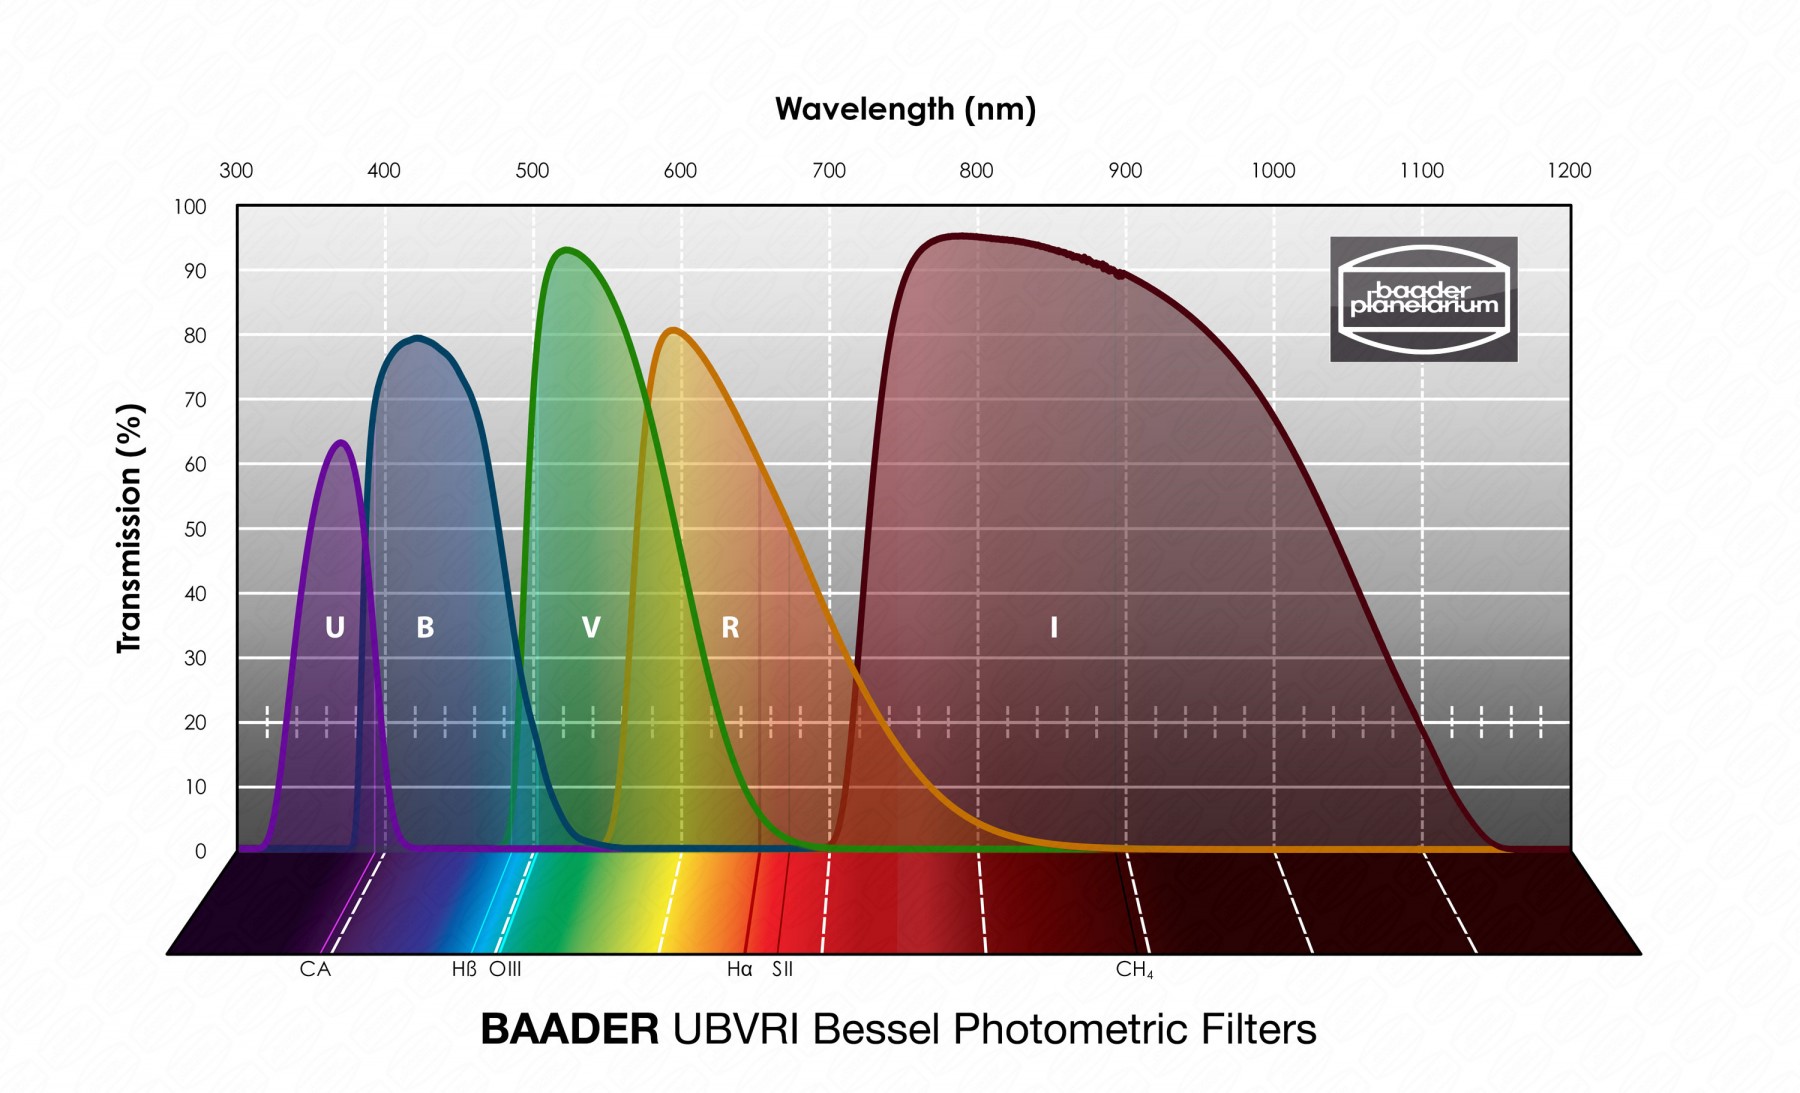 Wavelength (nm)
300 400 500 600 700 800 900 1000 1100 1200
Transmission (%)
100
90
80
70
60
50
40
30
20
10
0
baader
planetarium
U B V R I
CA Hß OIII Hα SII CH₄
BAADER UBVRI Bessel Photometric Filters